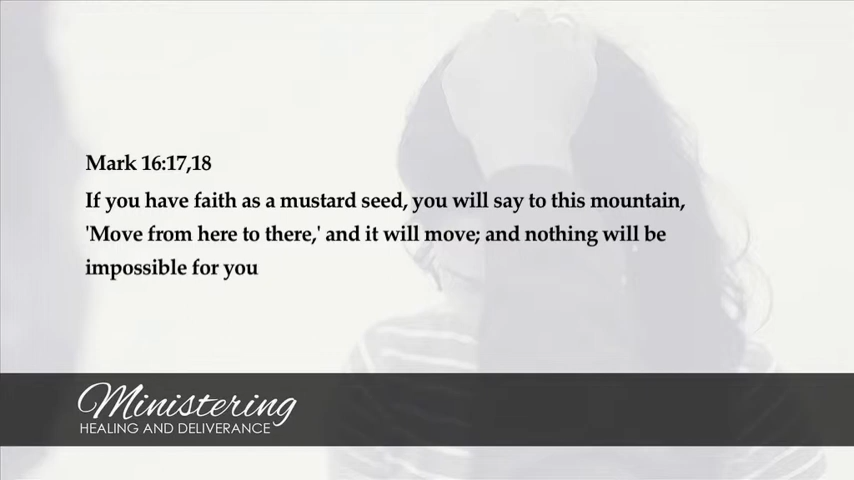 Mark 16:17,18
If you have faith as a mustard seed, you will say to this mountain,
'Move from here to there,' and it will move; and nothing will be
impossible for you
Ministering
HEALING AND DELIVERANCE